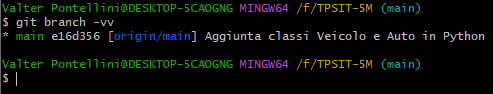 Valter Pontellini@DESKTOP-5CAOGNG MINGW64 /f/TPSIT-5M (main)
$ git branch -vv
* main e16d356 [origin/main] Aggiunta classi Veicolo e Auto in Python
Valter Pontellini@DESKTOP-5CAOGNG MINGW64 /f/TPSIT-5M (main)
$